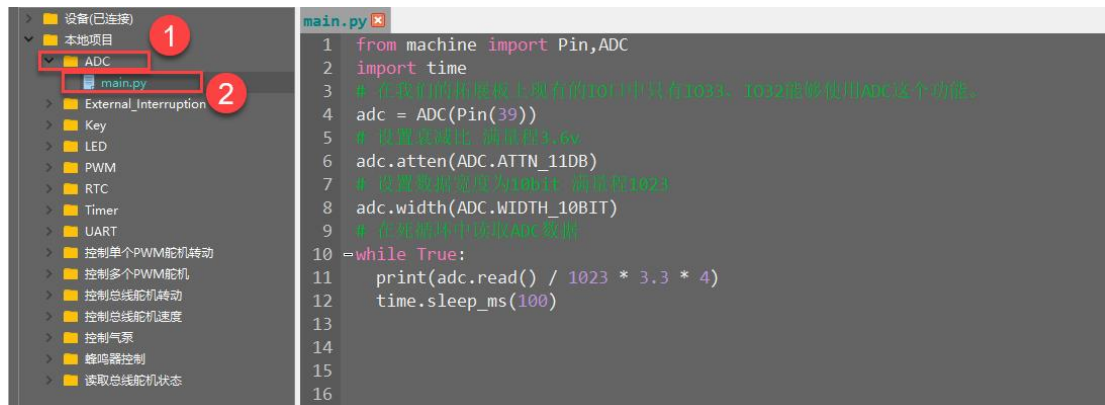 设备(已连接)
本地项目
1
ADC
main.py
2
External_Interruption
Key
LED
PWM
RTC
Timer
UART
控制单个PWM舵机转动
控制多个PWM舵机
控制总线舵机转动
控制总线舵机速度
控制气泵
蜂鸣器控制
读取总线舵机状态
main.py
1 from machine import Pin,ADC
2 import time
3 # 在我们的拓展板上现有的IO口中只有IO33、IO32能够使用ADC这个功能。
4 adc = ADC(Pin(39))
5 # 设置衰减比 满量程3.6v
6 adc.atten(ADC.ATTN_11DB)
7 # 设置数据宽度为10bit 满量程1023
8 adc.width(ADC.WIDTH_10BIT)
9 # 在死循环中读取ADC数据
10 while True:
11 print(adc.read() / 1023 * 3.3 * 4)
12 time.sleep_ms(100)
13
14
15
16